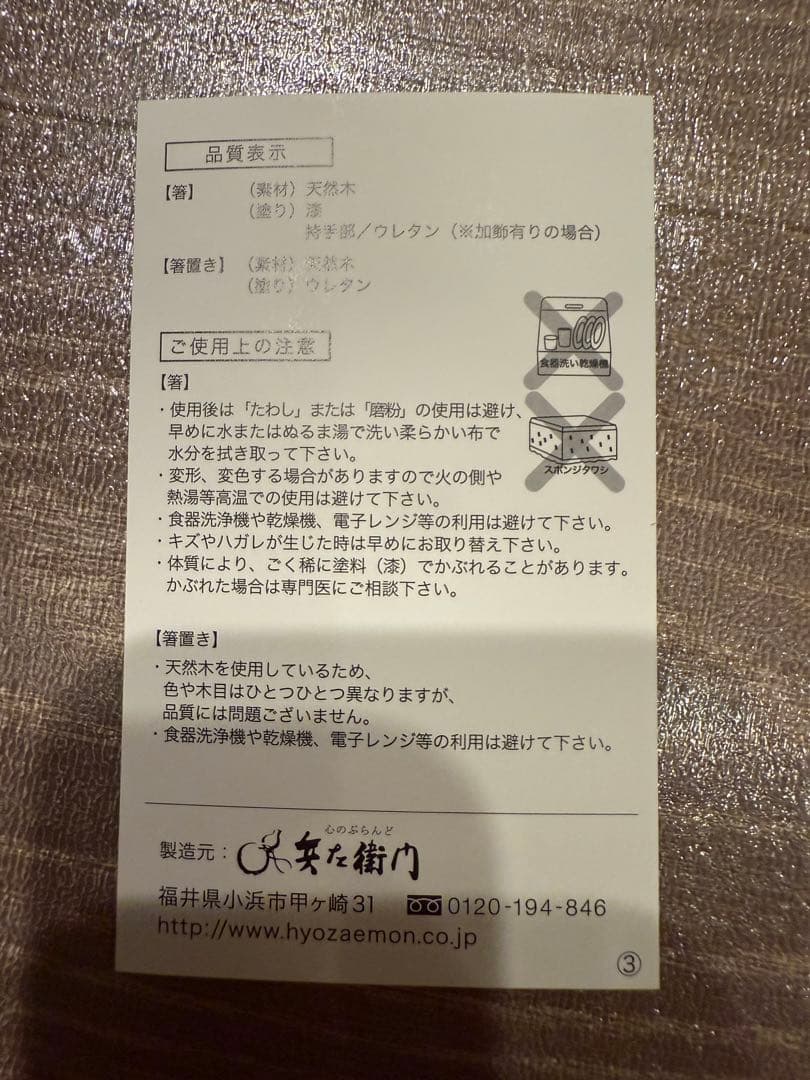 品質表示
【箸】 （素材）天然木
（塗り）漆
持手部／ウレタン（※加飾有りの場合）
【箸置き】 （素材）天然木
（塗り）ウレタン
食器洗い乾燥機
ご使用上の注意
【箸】
・使用後は「たわし」または「磨粉」の使用は避け、
早めに水またはぬるま湯で洗い柔らかい布で
水分を拭き取って下さい。
スポンジタワシ
・変形、変色する場合がありますので火の側や
熱湯等高温での使用は避けて下さい。
・食器洗浄機や乾燥機、電子レンジ等の利用は避けて下さい。
・キズやハガレが生じた時は早めにお取り替え下さい。
・体質により、ごく稀に塗料（漆）でかぶれることがあります。
かぶれた場合は専門医にご相談下さい。
【箸置き】
・天然木を使用しているため、
色や木目はひとつひとつ異なりますが、
品質には問題ございません。
・食器洗浄機や乾燥機、電子レンジ等の利用は避けて下さい。
心のぶらんど
製造元：兵左衛門
福井県小浜市甲ヶ崎31 0120-194-846
http://www.hyozaemon.co.jp
③